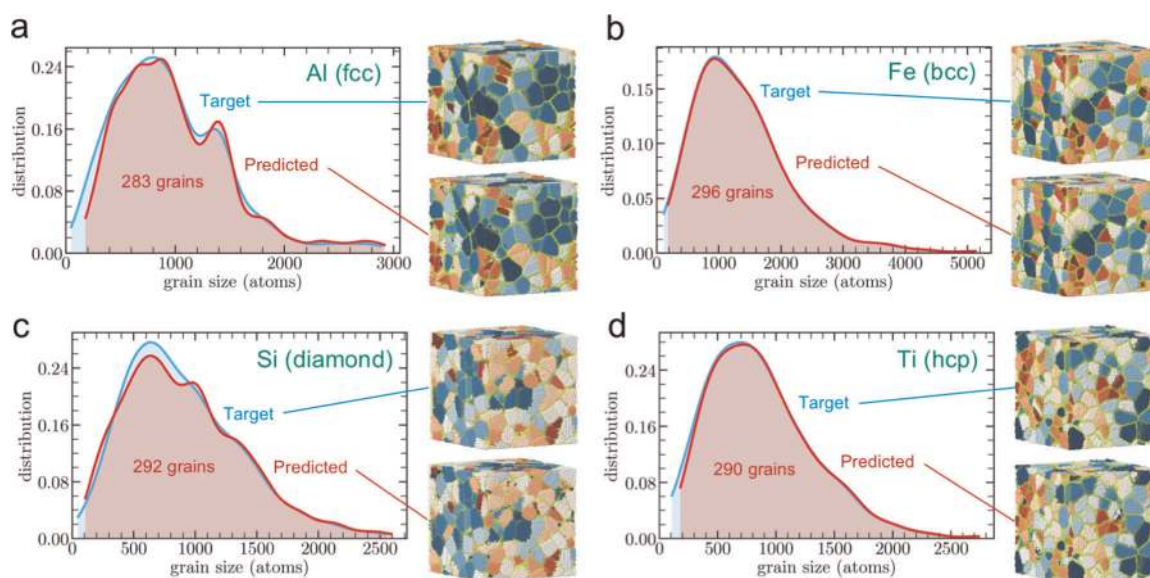 a
Al (fcc)
Target
Predicted
283 grains
distribution
0.24
0.16
0.08
0.00
0
1000
2000
3000
grain size (atoms)
b
Fe (bcc)
Target
Predicted
296 grains
distribution
0.15
0.10
0.05
0.00
0
1000
2000
3000
4000
5000
grain size (atoms)
c
Si (diamond)
Target
Predicted
292 grains
distribution
0.24
0.16
0.08
0.00
0
500
1000
1500
2000
2500
grain size (atoms)
d
Ti (hcp)
Target
Predicted
290 grains
distribution
0.24
0.16
0.08
0.00
0
500
1000
1500
2000
2500
grain size (atoms)